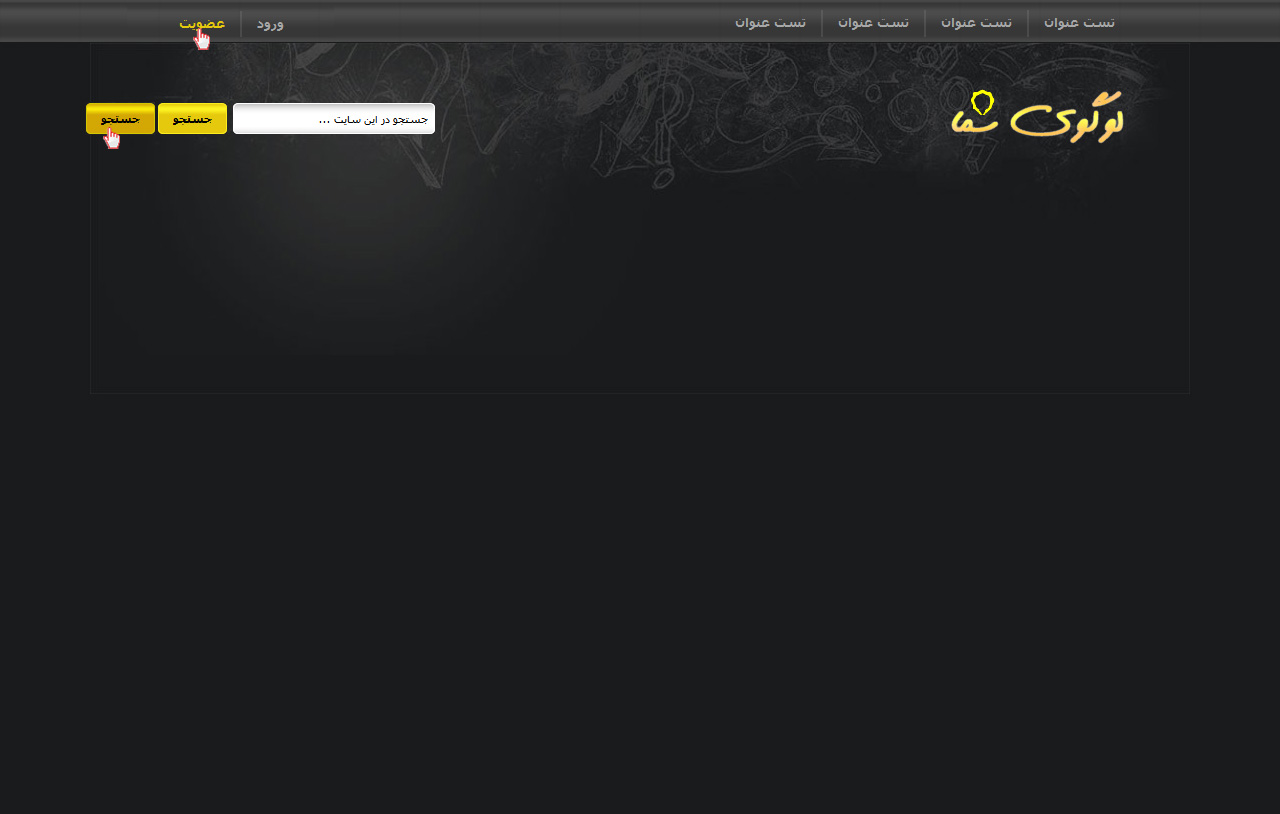 تست عنوان تست عنوان تست عنوان تست عنوان ورود عضویت
لوگوی شما
جستجو در این سایت ... جستجو جستجو